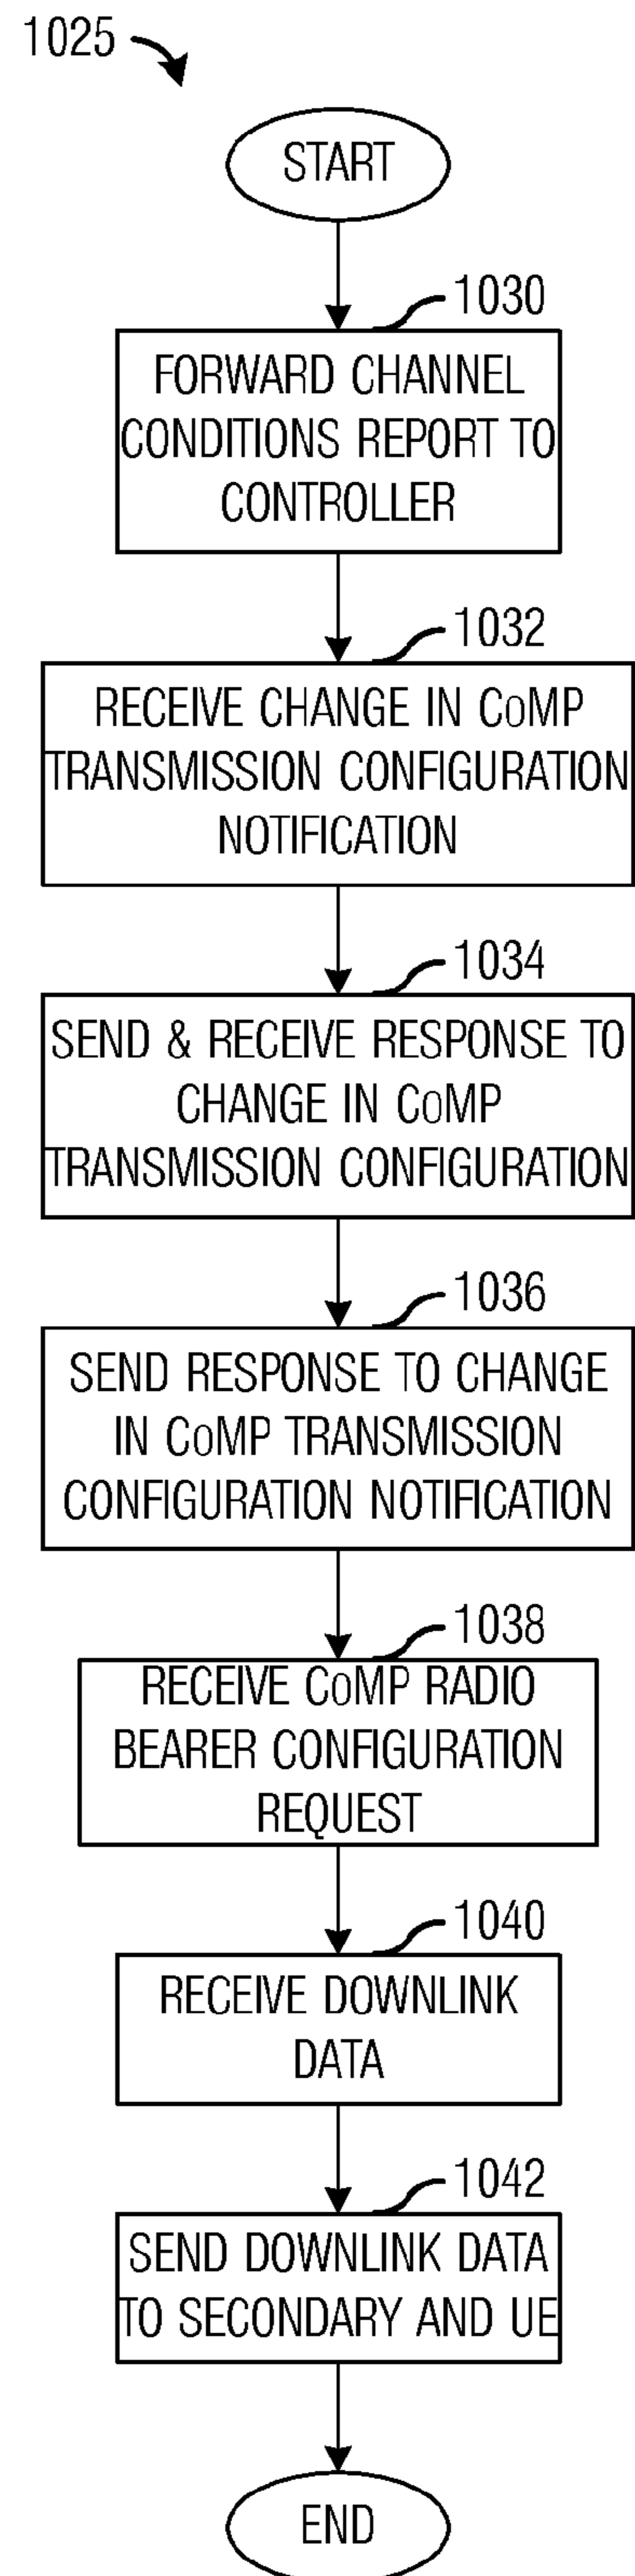 1025
START
1030
FORWARD CHANNEL
CONDITIONS REPORT TO
CONTROLLER
1032
RECEIVE CHANGE IN CoMP
TRANSMISSION CONFIGURATION
NOTIFICATION
1034
SEND & RECEIVE RESPONSE TO
CHANGE IN CoMP
TRANSMISSION CONFIGURATION
1036
SEND RESPONSE TO CHANGE
IN CoMP TRANSMISSION
CONFIGURATION NOTIFICATION
1038
RECEIVE CoMP RADIO
BEARER CONFIGURATION
REQUEST
1040
RECEIVE DOWNLINK
DATA
1042
SEND DOWNLINK DATA
TO SECONDARY AND UE
END